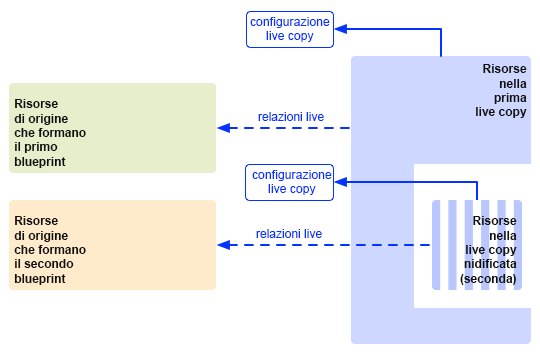 configurazione
live copy
Risorse
nella
prima
live copy
Risorse
di origine
che formano
il primo
blueprint
relazioni live
configurazione
live copy
Risorse
di origine
che formano
il secondo
blueprint
relazioni live
Risorse
nella
live copy
nidificata
(seconda)